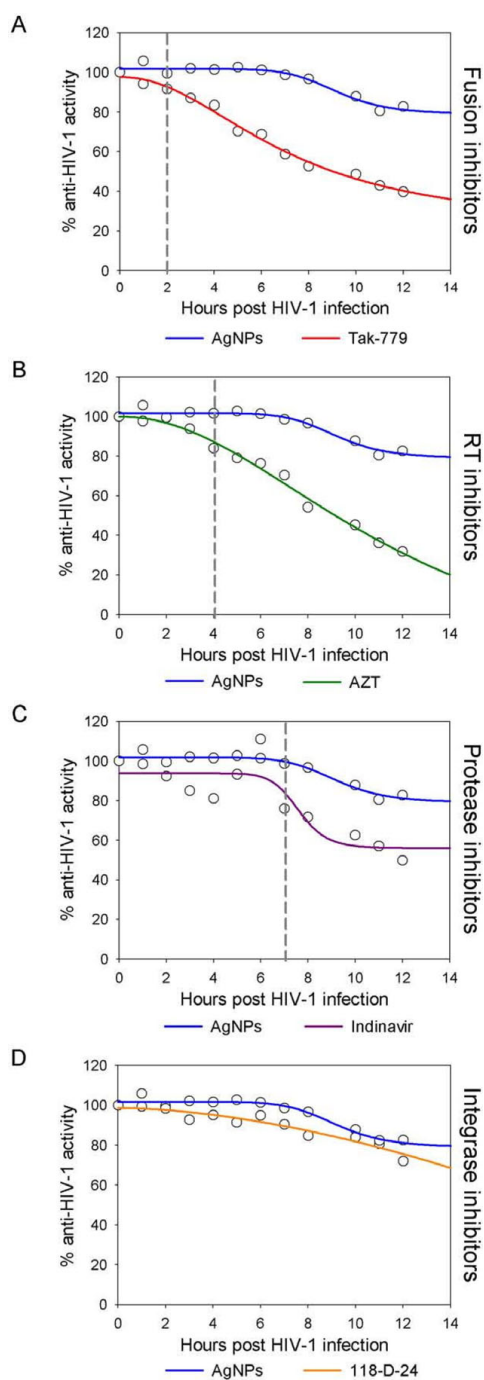 A
120
100
80
60
40
20
0
% anti-HIV-1 activity
0 2 4 6 8 10 12 14
Hours post HIV-1 infection
Fusion inhibitors
AgNPs Tak-779
B
120
100
80
60
40
20
0
% anti-HIV-1 activity
0 2 4 6 8 10 12 14
Hours post HIV-1 infection
RT inhibitors
AgNPs AZT
C
120
100
80
60
40
20
0
% anti-HIV-1 activity
0 2 4 6 8 10 12 14
Hours post HIV-1 infection
Protease inhibitors
AgNPs Indinavir
D
120
100
80
60
40
20
0
% anti-HIV-1 activity
0 2 4 6 8 10 12 14
Hours post HIV-1 infection
Integrase inhibitors
AgNPs 118-D-24